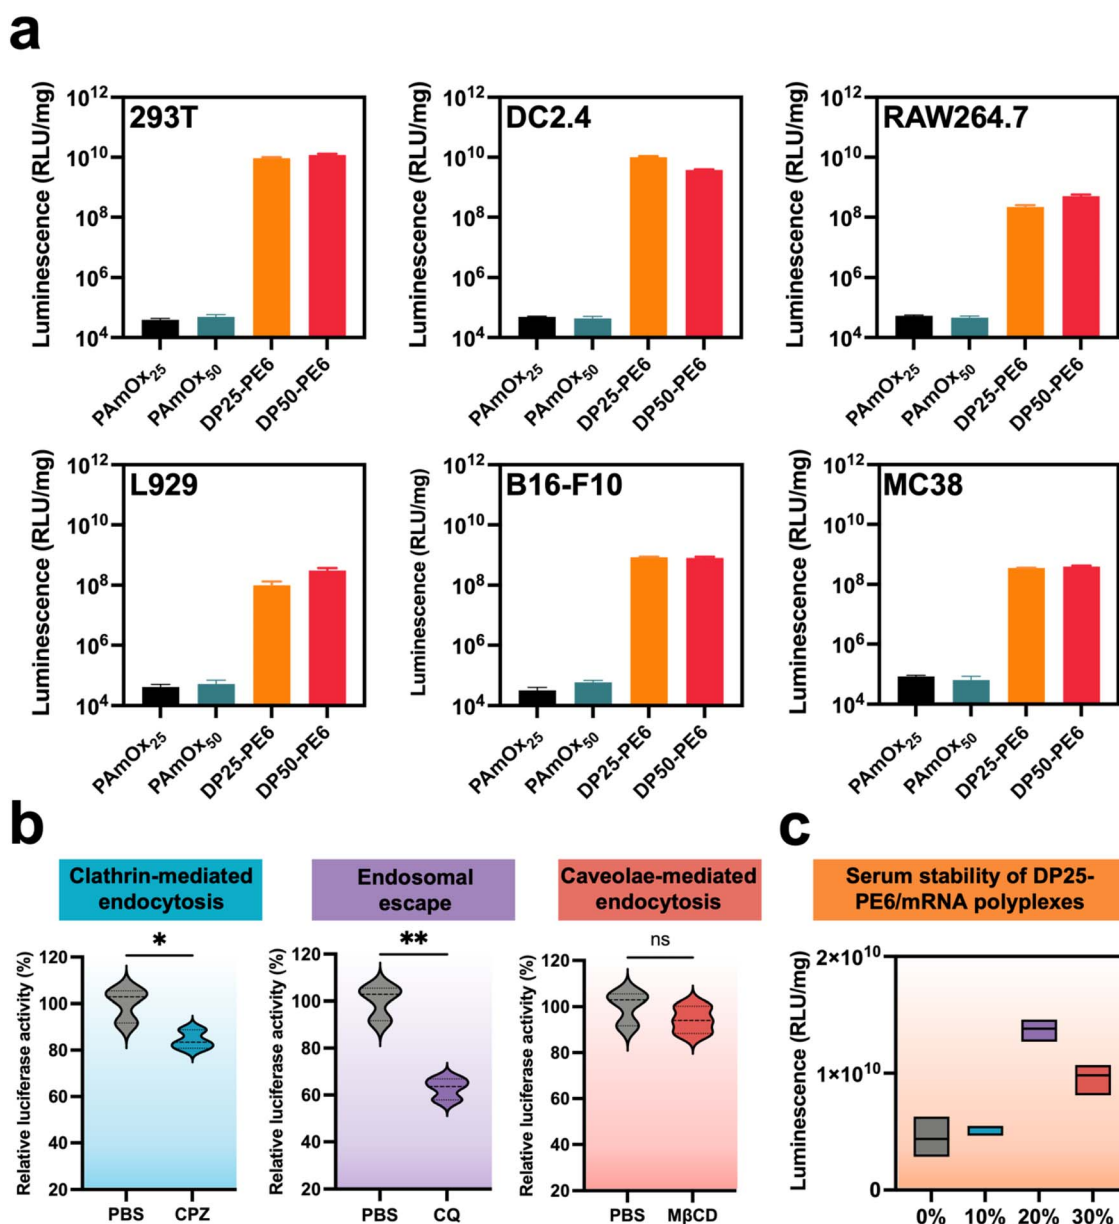 a
293T
Luminescence (RLU/mg)
10¹²
10¹⁰
10⁸
10⁶
10⁴
PAmOx₂₅
PAmOx₅₀
DP25-PE6
DP50-PE6
DC2.4
Luminescence (RLU/mg)
10¹²
10¹⁰
10⁸
10⁶
10⁴
PAmOx₂₅
PAmOx₅₀
DP25-PE6
DP50-PE6
RAW264.7
Luminescence (RLU/mg)
10¹²
10¹⁰
10⁸
10⁶
10⁴
PAmOx₂₅
PAmOx₅₀
DP25-PE6
DP50-PE6
L929
Luminescence (RLU/mg)
10¹²
10¹⁰
10⁸
10⁶
10⁴
PAmOx₂₅
PAmOx₅₀
DP25-PE6
DP50-PE6
B16-F10
Luminescence (RLU/mg)
10¹²
10¹⁰
10⁸
10⁶
10⁴
PAmOx₂₅
PAmOx₅₀
DP25-PE6
DP50-PE6
MC38
Luminescence (RLU/mg)
10¹²
10¹⁰
10⁸
10⁶
10⁴
PAmOx₂₅
PAmOx₅₀
DP25-PE6
DP50-PE6
b
Clathrin-mediated
endocytosis
Relative luciferase activity (%)
120
100
80
60
40
20
*
PBS CPZ
Endosomal
escape
Relative luciferase activity (%)
120
100
80
60
40
20
**
PBS CQ
Caveolae-mediated
endocytosis
Relative luciferase activity (%)
120
100
80
60
40
20
ns
PBS MβCD
c
Serum stability of DP25-
PE6/mRNA polyplexes
Luminescence (RLU/mg)
2×10¹⁰
1×10¹⁰
0
0% 10% 20% 30%